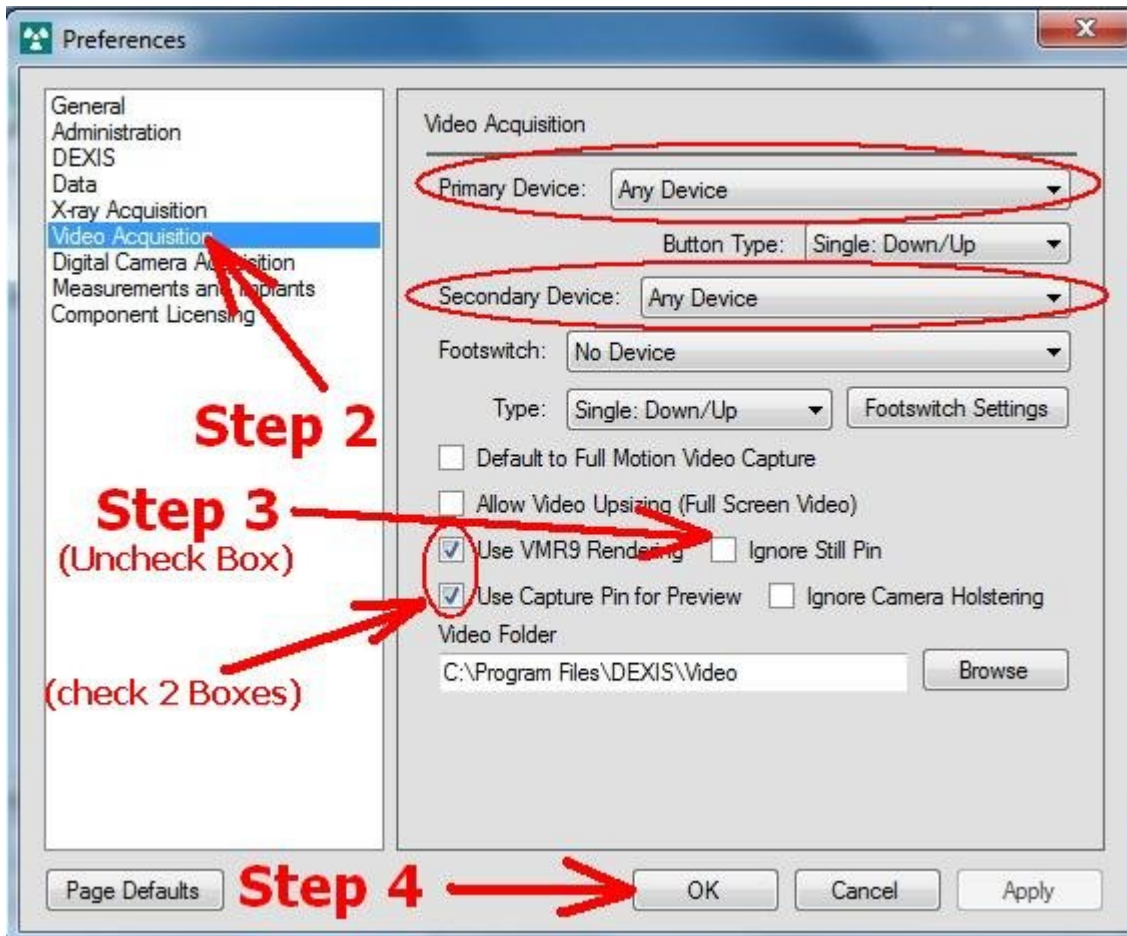 Preferences
General
Administration
DEXIS
Data
X-ray Acquisition
Video Acquisition
Digital Camera Acquisition
Measurements and Implants
Component Licensing
Step 2
Step 3
(Uncheck Box)
(check 2 Boxes)
Video Acquisition
Primary Device: Any Device
Button Type: Single: Down/Up
Secondary Device: Any Device
Footswitch: No Device
Type: Single: Down/Up Footswitch Settings
Default to Full Motion Video Capture
Allow Video Upsizing (Full Screen Video)
Use VMR9 Rendering Ignore Still Pin
Use Capture Pin for Preview Ignore Camera Holstering
Video Folder
C:\Program Files\DEXIS\Video Browse
Page Defaults Step 4 OK Cancel Apply